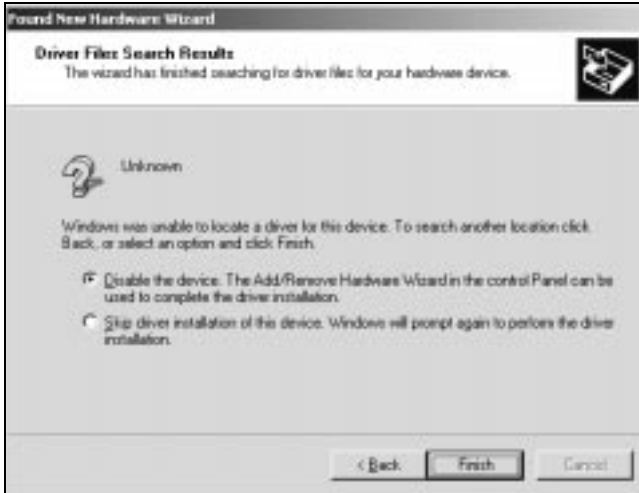 Found New Hardware Wizard
Driver Files Search Results
The wizard has finished searching for driver files for your hardware device.
Unknown
Windows was unable to locate a driver for this device. To search another location click
Back, or select an option and click Finish.
Disable the device. The Add/Remove Hardware Wizard in the control Panel can be
used to complete the driver installation.
Skip driver installation of this device. Windows will prompt again to perform the driver
installation.
< Back
Finish
Cancel